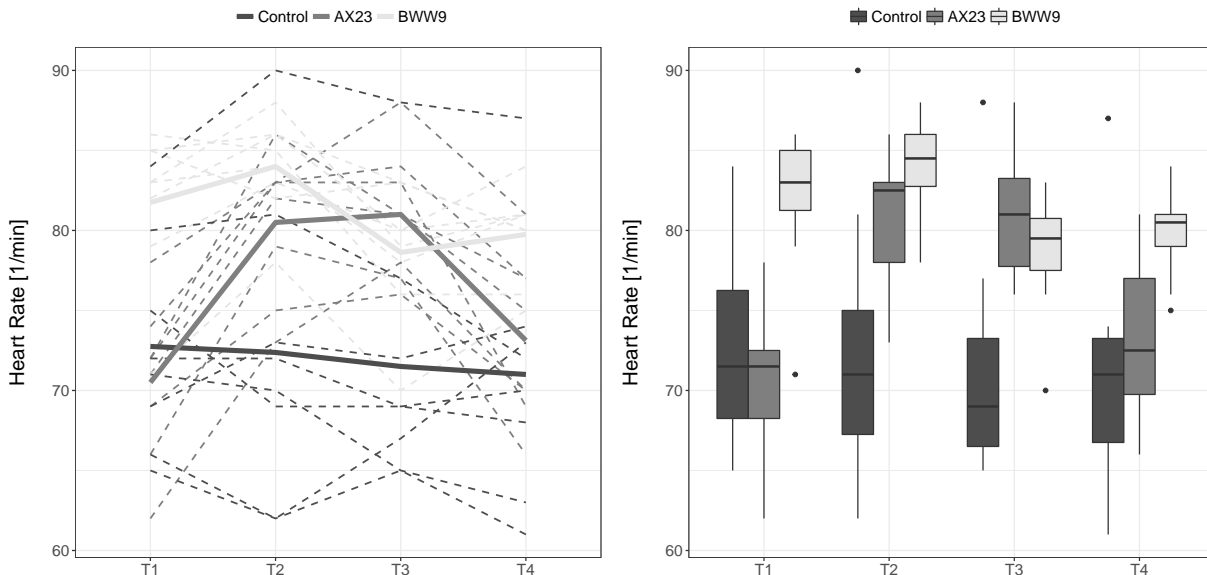 Control AX23 BWW9
90
80
70
60
Heart Rate [1/min]
T1 T2 T3 T4
Control AX23 BWW9
90
80
70
60
Heart Rate [1/min]
T1 T2 T3 T4